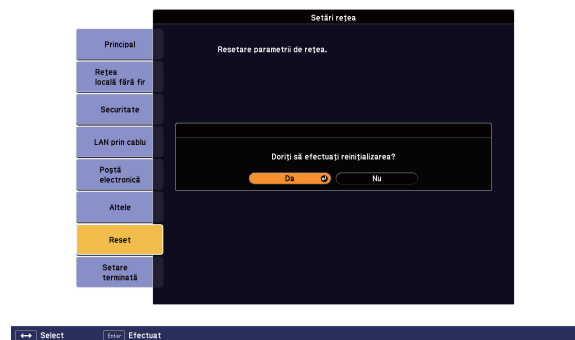 Setări rețea
Principal
Resetare parametrii de rețea.
Rețea
locală fără fir
Securitate
LAN prin cablu
Doriți să efectuați reinițializarea?
Da
Nu
Poștă
electronică
Altele
Reset
Setare
terminată
Select
Enter Efectuat